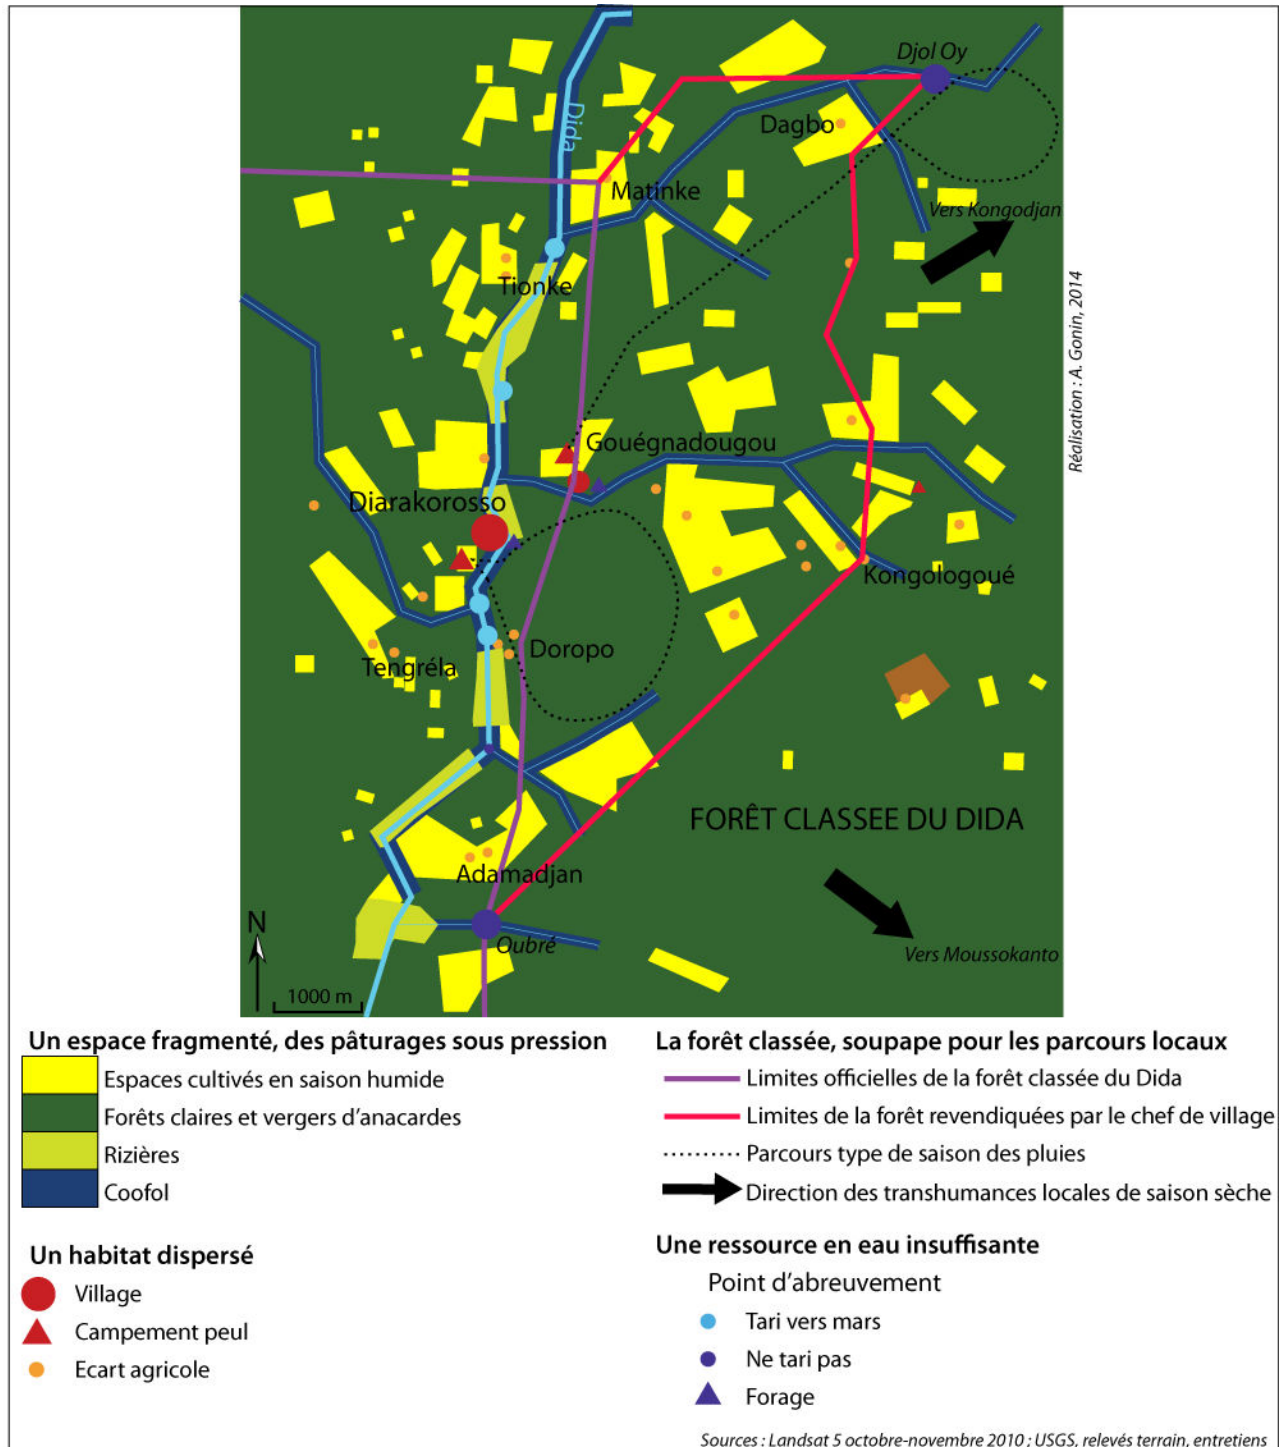 Djol Oy
Dida
Dagbo
Matinke
Vers Kongodjan
Tionke
Réalisation : A. Gonin, 2014
Gouégnadougou
Diarakorosso
Kongologoué
Doropo
Tengréla
FORÊT CLASSEE DU DIDA
Adamadjan
N
Oubré
Vers Moussokanto
1000 m
Un espace fragmenté, des pâturages sous pression
Espaces cultivés en saison humide
Forêts claires et vergers d'anacardes
Rizières
Coofol
Un habitat dispersé
Village
Campement peul
Ecart agricole
La forêt classée, soupape pour les parcours locaux
Limites officielles de la forêt classée du Dida
Limites de la forêt revendiquées par le chef de village
Parcours type de saison des pluies
Direction des transhumances locales de saison sèche
Une ressource en eau insuffisante
Point d'abreuvement
Tari vers mars
Ne tari pas
Forage
Sources : Landsat 5 octobre-novembre 2010 ; USGS, relevés terrain, entretiens